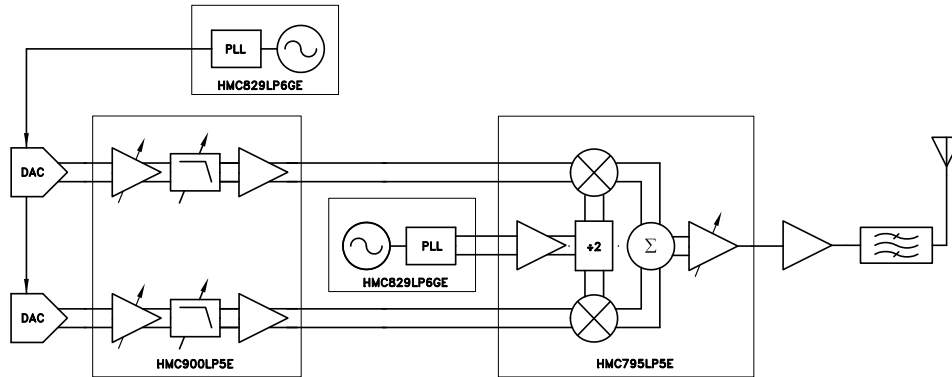 PLL
HMC829LP6GE
DAC
÷2
PLL
Σ
HMC829LP6GE
DAC
HMC900LP5E
HMC795LP5E